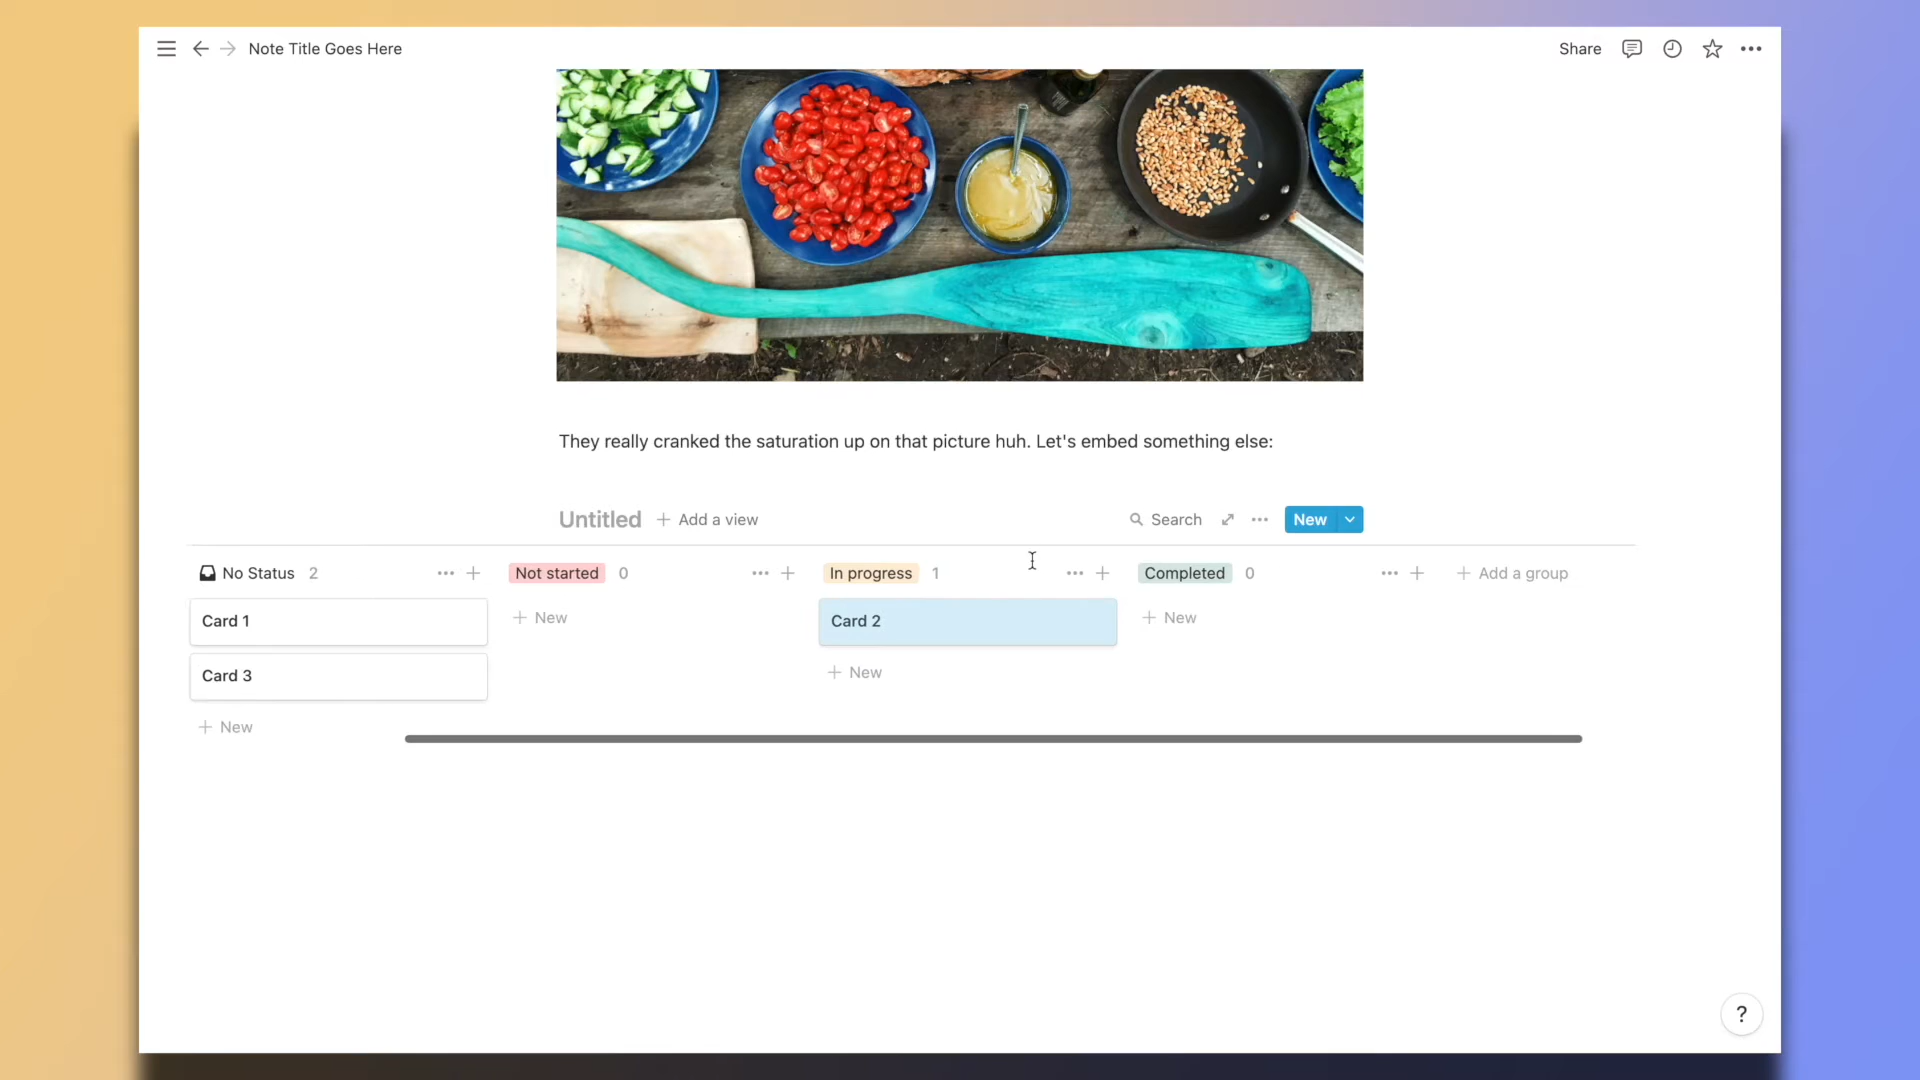 Note Title Goes Here
Share
They really cranked the saturation up on that picture huh. Let's embed something else:
Untitled + Add a view Search New
No Status 2
Not started 0
In progress 1
Completed 0
+ Add a group
Card 1
+ New
Card 2
+ New
Card 3
+ New
+ New
?